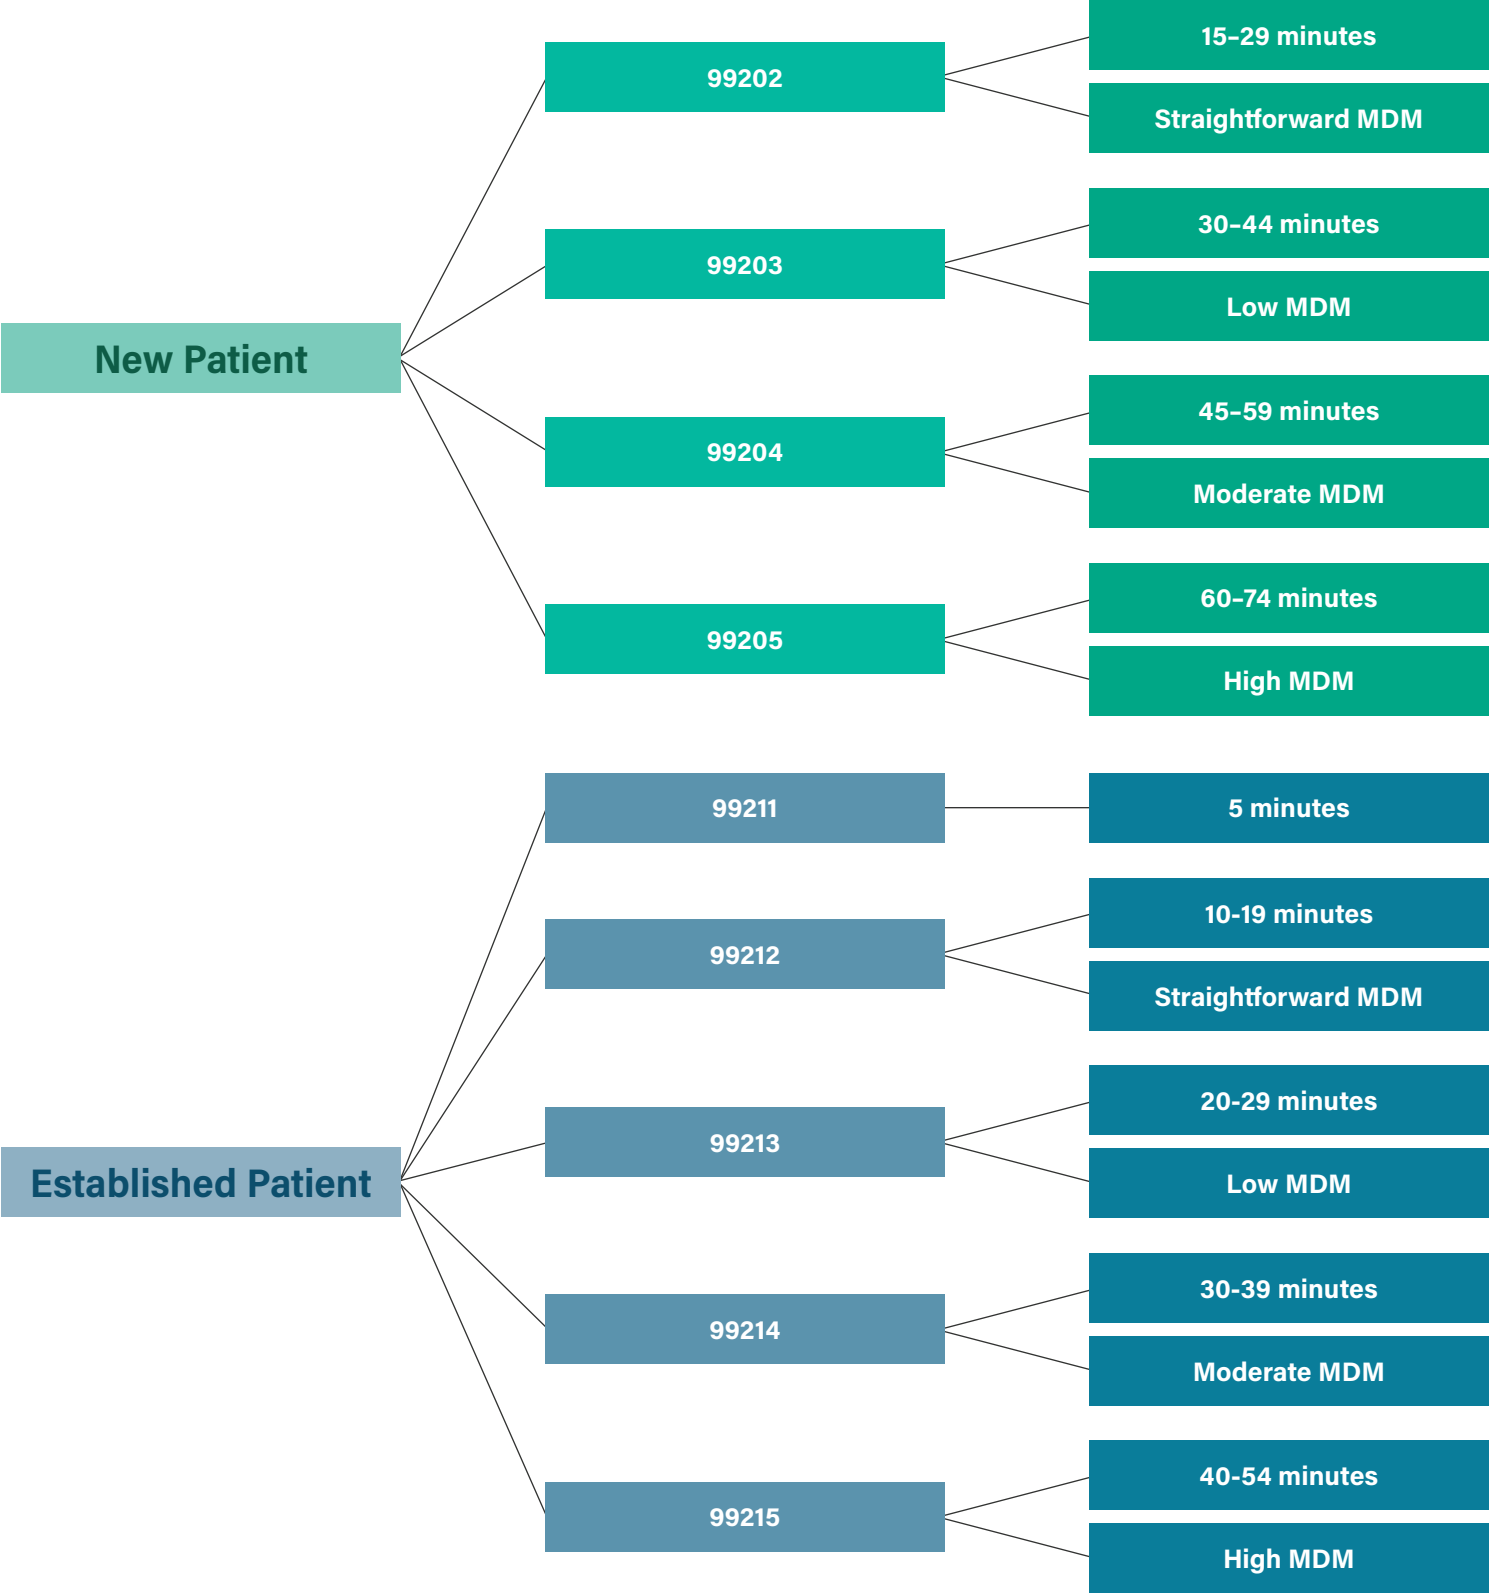 New Patient
99202
15–29 minutes
Straightforward MDM
99203
30–44 minutes
Low MDM
99204
45–59 minutes
Moderate MDM
99205
60–74 minutes
High MDM
Established Patient
99211
5 minutes
99212
10-19 minutes
Straightforward MDM
99213
20-29 minutes
Low MDM
99214
30-39 minutes
Moderate MDM
99215
40-54 minutes
High MDM